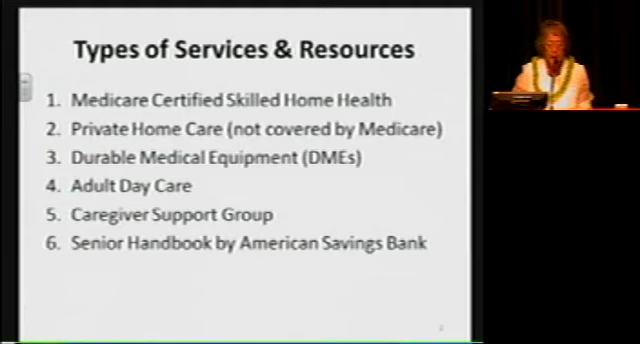 Types of Services & Resources
1. Medicare Certified Skilled Home Health
2. Private Home Care (not covered by Medicare)
3. Durable Medical Equipment (DMEs)
4. Adult Day Care
5. Caregiver Support Group
6. Senior Handbook by American Savings Bank